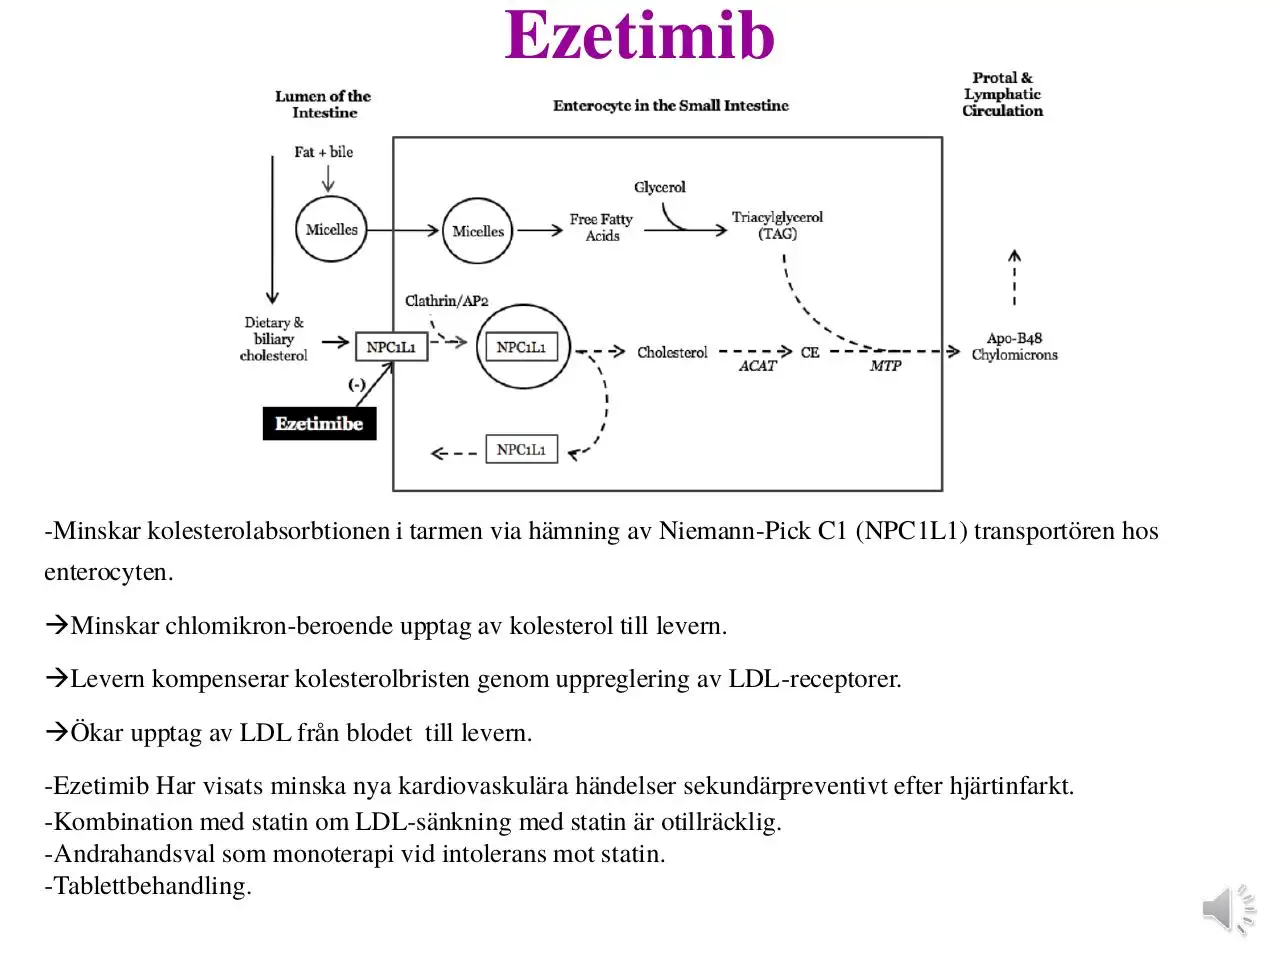 Ezetimib
Lumen of the
Intestine
Enterocyte in the Small Intestine
Protal &
Lymphatic
Circulation
Fat + bile
Micelles
Micelles
Free Fatty
Acids
Glycerol
Triacylglycerol
(TAG)
Dietary &
biliary
cholesterol
NPC1L1
Clathrin/AP2
NPC1L1
Cholesterol
ACAT
CE
MTP
Apo-B48
Chylomicrons
(-)
Ezetimibe
NPC1L1
-Minskar kolesterolabsorbtionen i tarmen via hämning av Niemann-Pick C1 (NPC1L1) transportören hos
enterocyten.
→Minskar chlomikron-beroende upptag av kolesterol till levern.
→Levern kompenserar kolesterolbristen genom uppreglering av LDL-receptorer.
→Ökar upptag av LDL från blodet till levern.
-Ezetimib Har visats minska nya kardiovaskulära händelser sekundärpreventivt efter hjärtinfarkt.
-Kombination med statin om LDL-sänkning med statin är otillräcklig.
-Andrahandsval som monoterapi vid intolerans mot statin.
-Tablettbehandling.